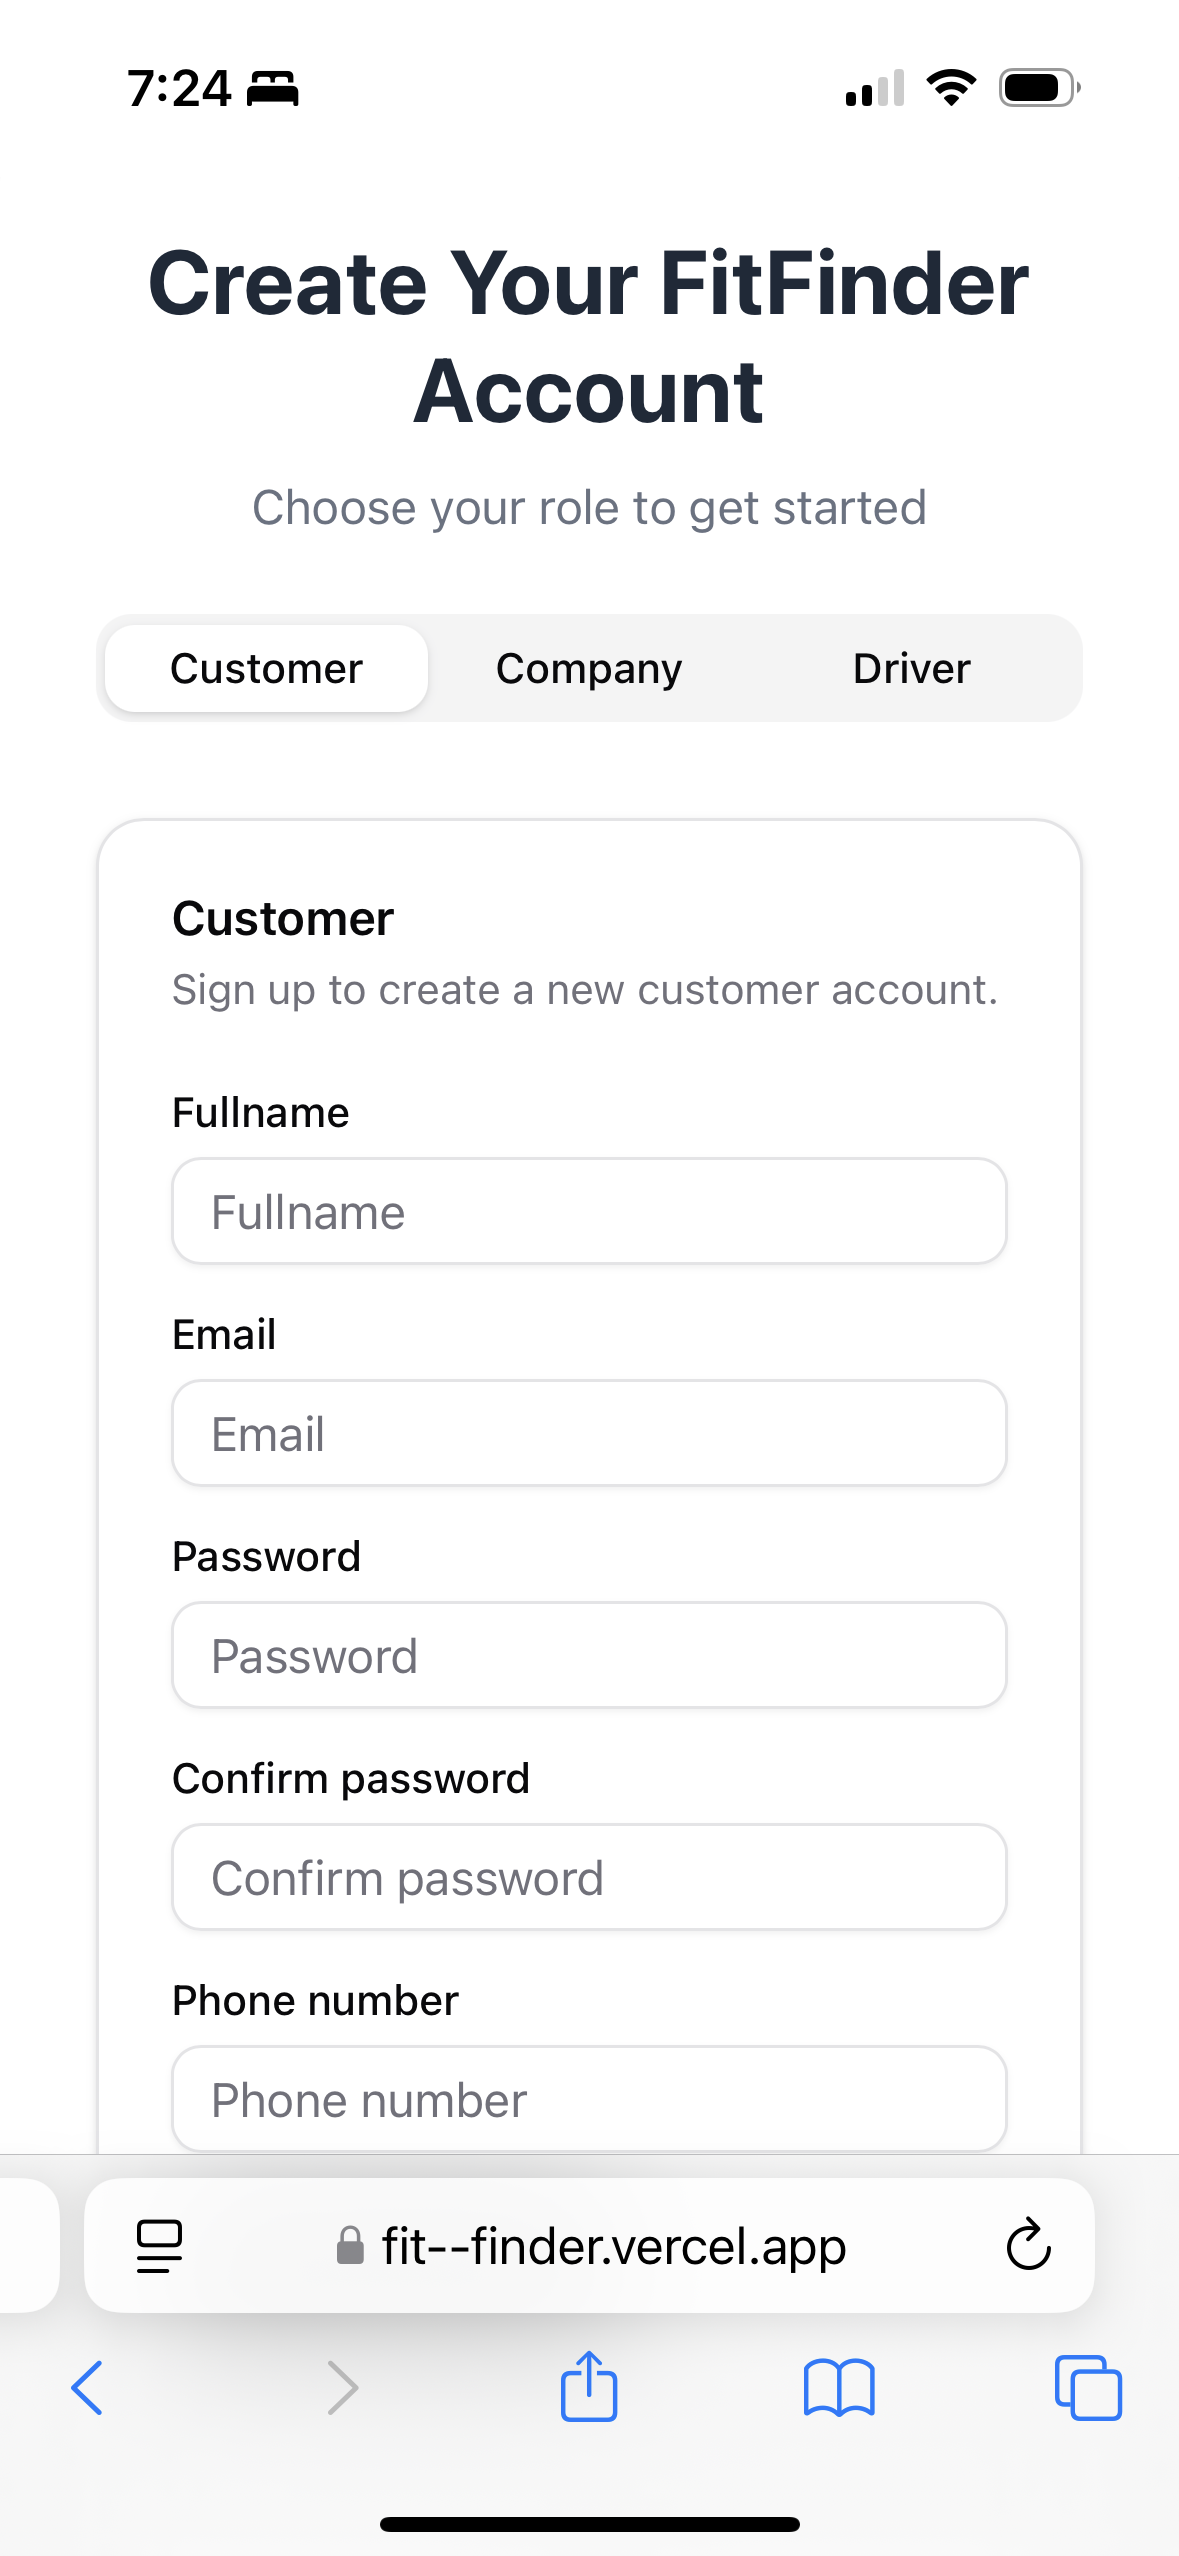 7:24
Create Your FitFinder
Account
Choose your role to get started
Customer Company Driver
Customer
Sign up to create a new customer account.
Fullname
Fullname
Email
Email
Password
Password
Confirm password
Confirm password
Phone number
Phone number
fit--finder.vercel.app